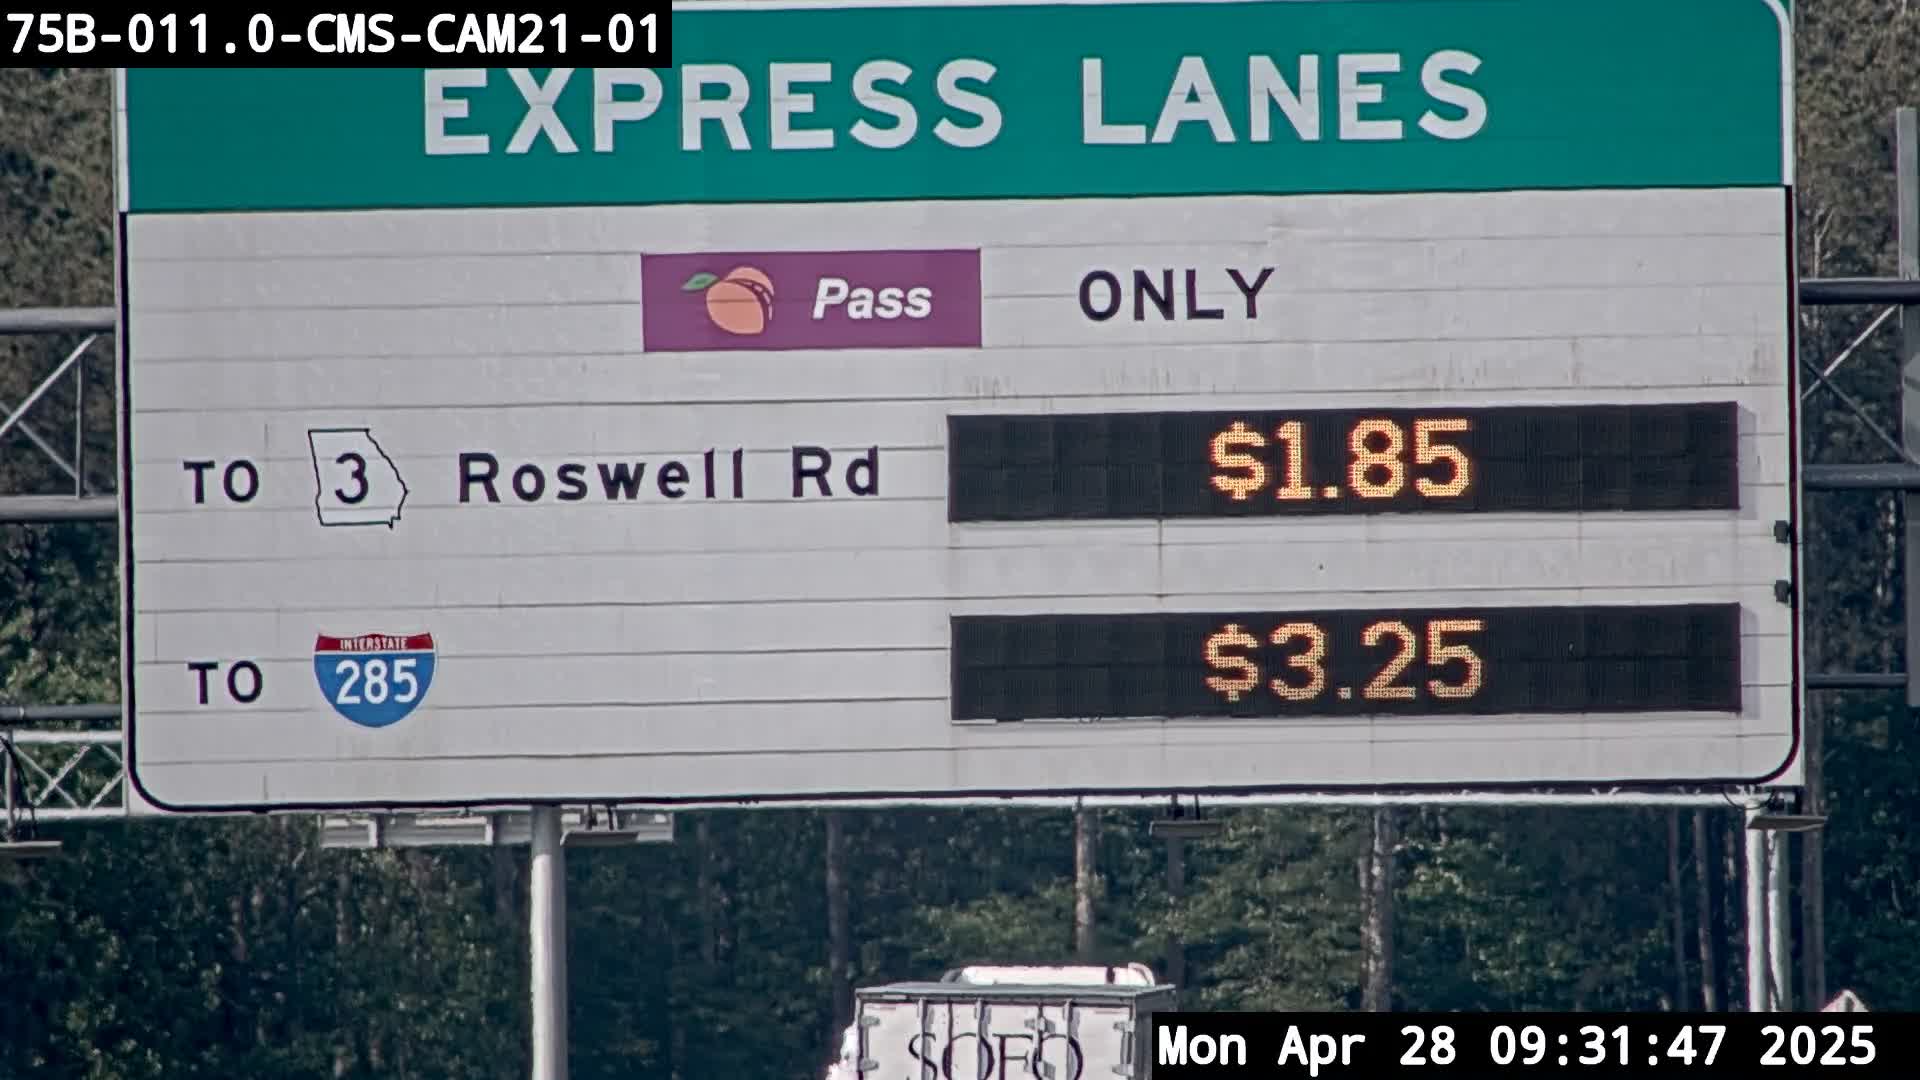 75B-011.0-CMS-CAM21-01
EXPRESS LANES
Pass ONLY
TO 3 Roswell Rd $1.85
INTERSTATE
TO 285 $3.25
SOFO
Mon Apr 28 09:31:47 2025